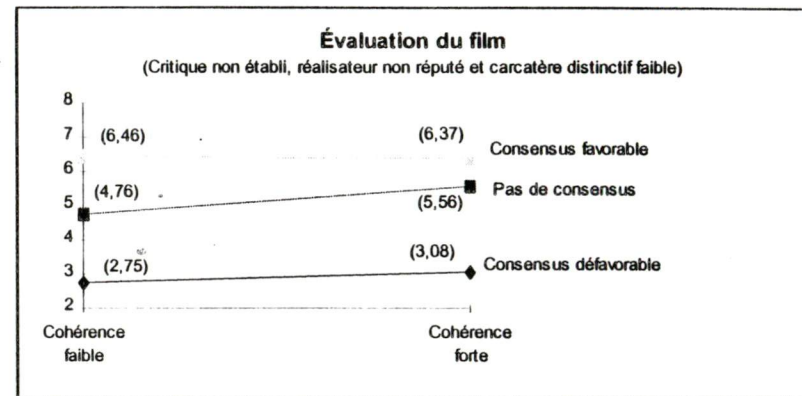 Évaluation du film
(Critique non établi, réalisateur non réputé et carcatère distinctif faible)
8
7
6
5
4
3
2
(6,46)
(6,37)
Consensus favorable
(4,76)
Pas de consensus
(5,56)
(2,75)
(3,08)
Consensus défavorable
Cohérence
faible
Cohérence
forte